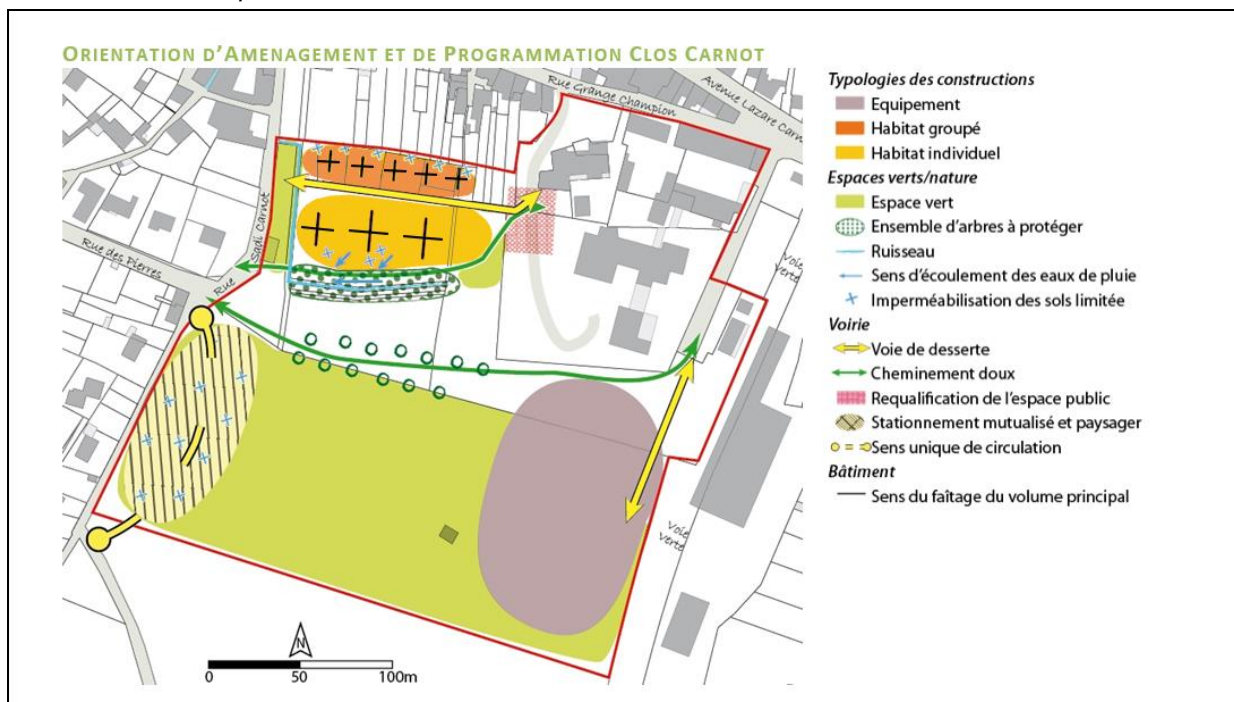 ORIENTATION D'AMENAGEMENT ET DE PROGRAMMATION CLOS CARNOT
Rue Grange Champion
Avenue Lazare Carn
Rue des Pierres
Rue Sadi Carnot
Voie verte
Voie verte
N
0 50 100m
Typologies des constructions
Equipement
Habitat groupé
Habitat individuel
Espaces verts/nature
Espace vert
Ensemble d'arbres à protéger
Ruisseau
Sens d'écoulement des eaux de pluie
Imperméabilisation des sols limitée
Voirie
Voie de desserte
Cheminement doux
Requalification de l'espace public
Stationnement mutualisé et paysager
Sens unique de circulation
Bâtiment
Sens du faîtage du volume principal